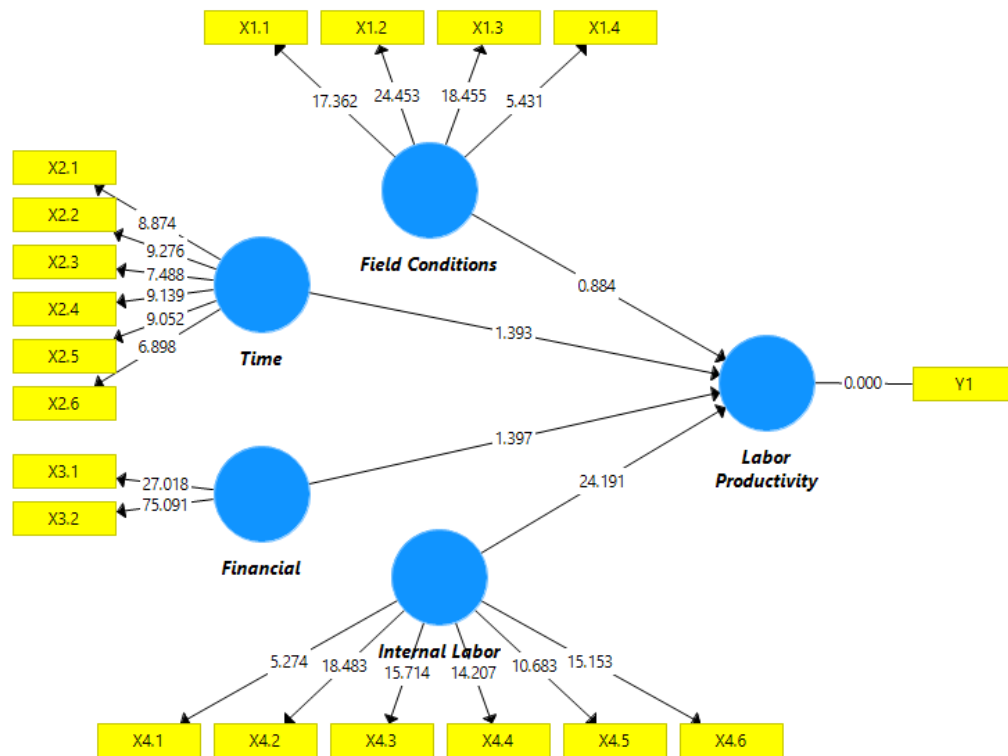 X1.1 X1.2 X1.3 X1.4
17.362 24.453 18.455 5.431
X2.1
X2.2
X2.3
X2.4
X2.5
X2.6
8.874
9.276
7.488
9.139
9.052
6.898
Time
Field Conditions
0.884
1.393
X3.1
X3.2
27.018
75.091
Financial
1.397
24.191
Labor
Productivity
0.000
Y1
Internal Labor
5.274 18.483 15.714 14.207 10.683 15.153
X4.1 X4.2 X4.3 X4.4 X4.5 X4.6